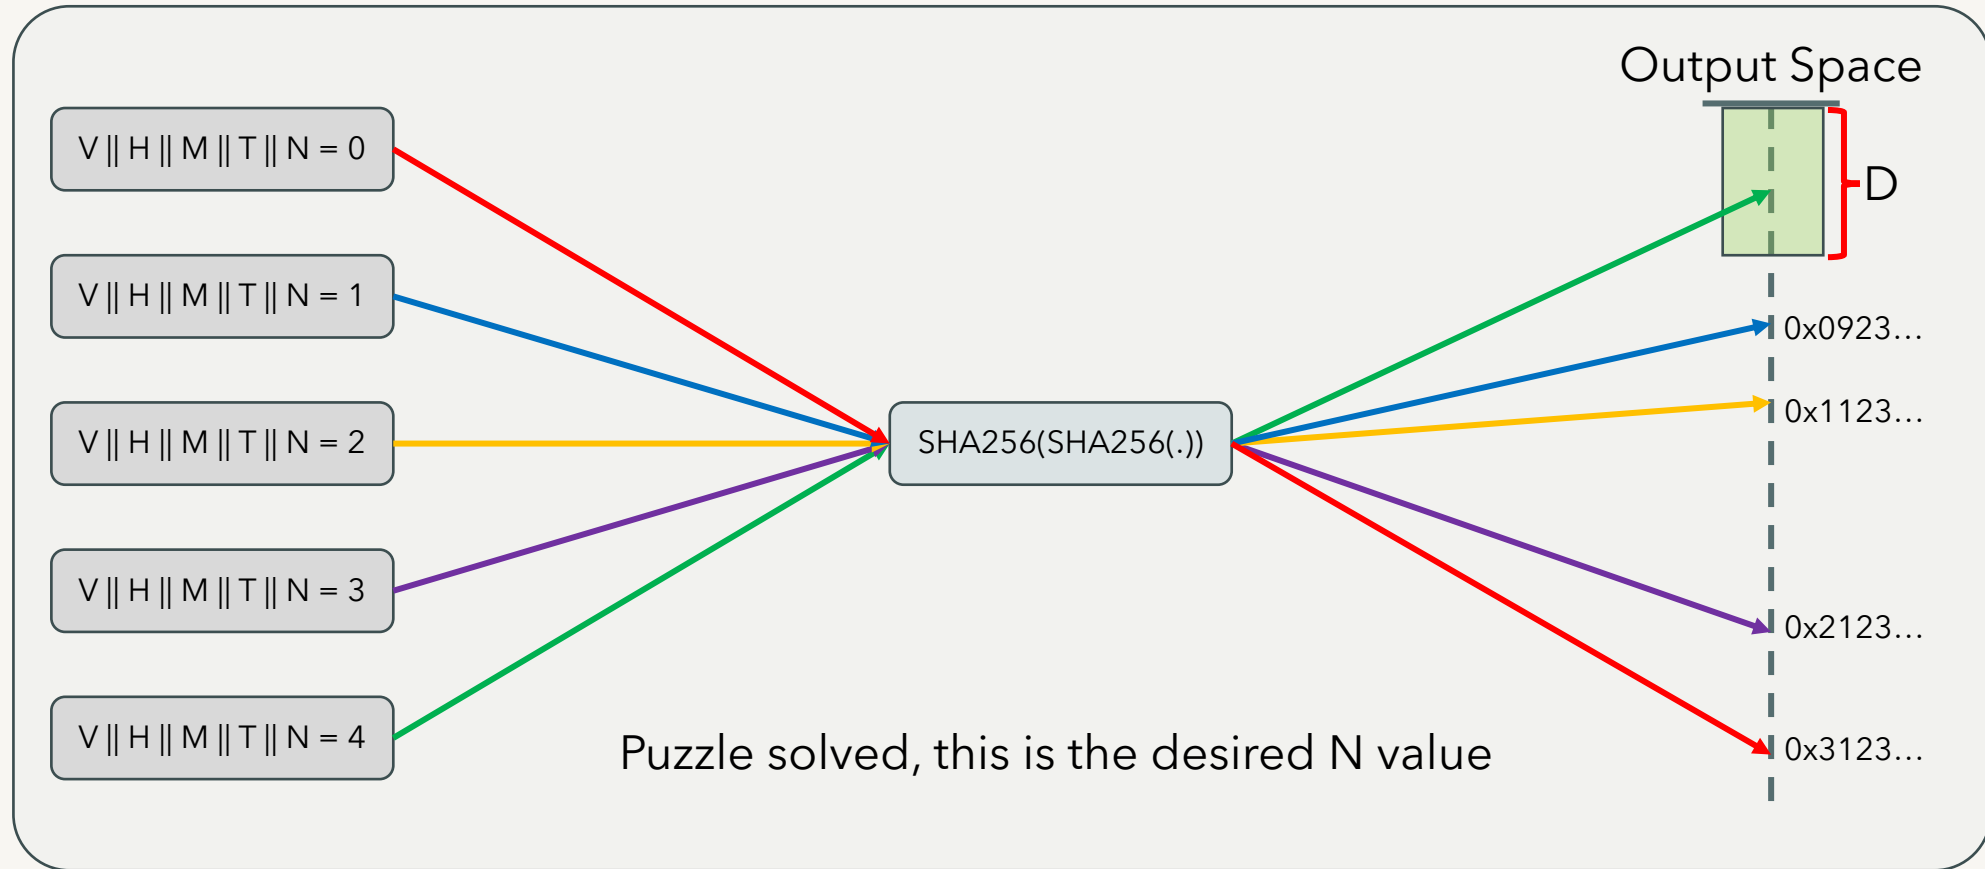 Output Space
V || H || M || T || N = 0
D
V || H || M || T || N = 1
0x0923...
V || H || M || T || N = 2
0x1123...
SHA256(SHA256(.))
V || H || M || T || N = 3
0x2123...
V || H || M || T || N = 4
Puzzle solved, this is the desired N value
0x3123...